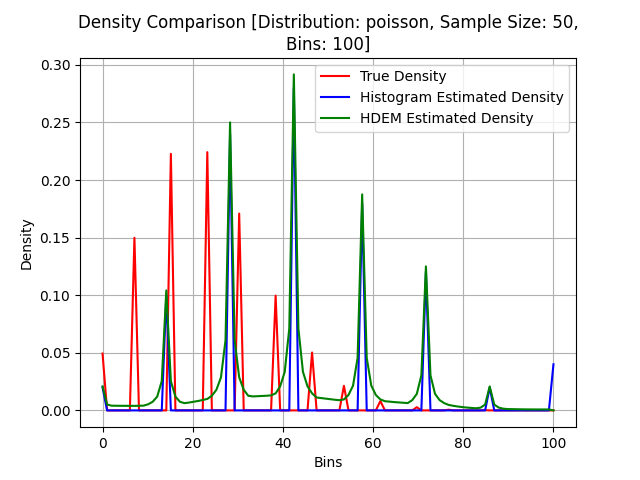 Density Comparison [Distribution: poisson, Sample Size: 50,
Bins: 100]
True Density
Histogram Estimated Density
HDEM Estimated Density
0.30
0.25
0.20
0.15
0.10
0.05
0.00
Density
0 20 40 60 80 100
Bins